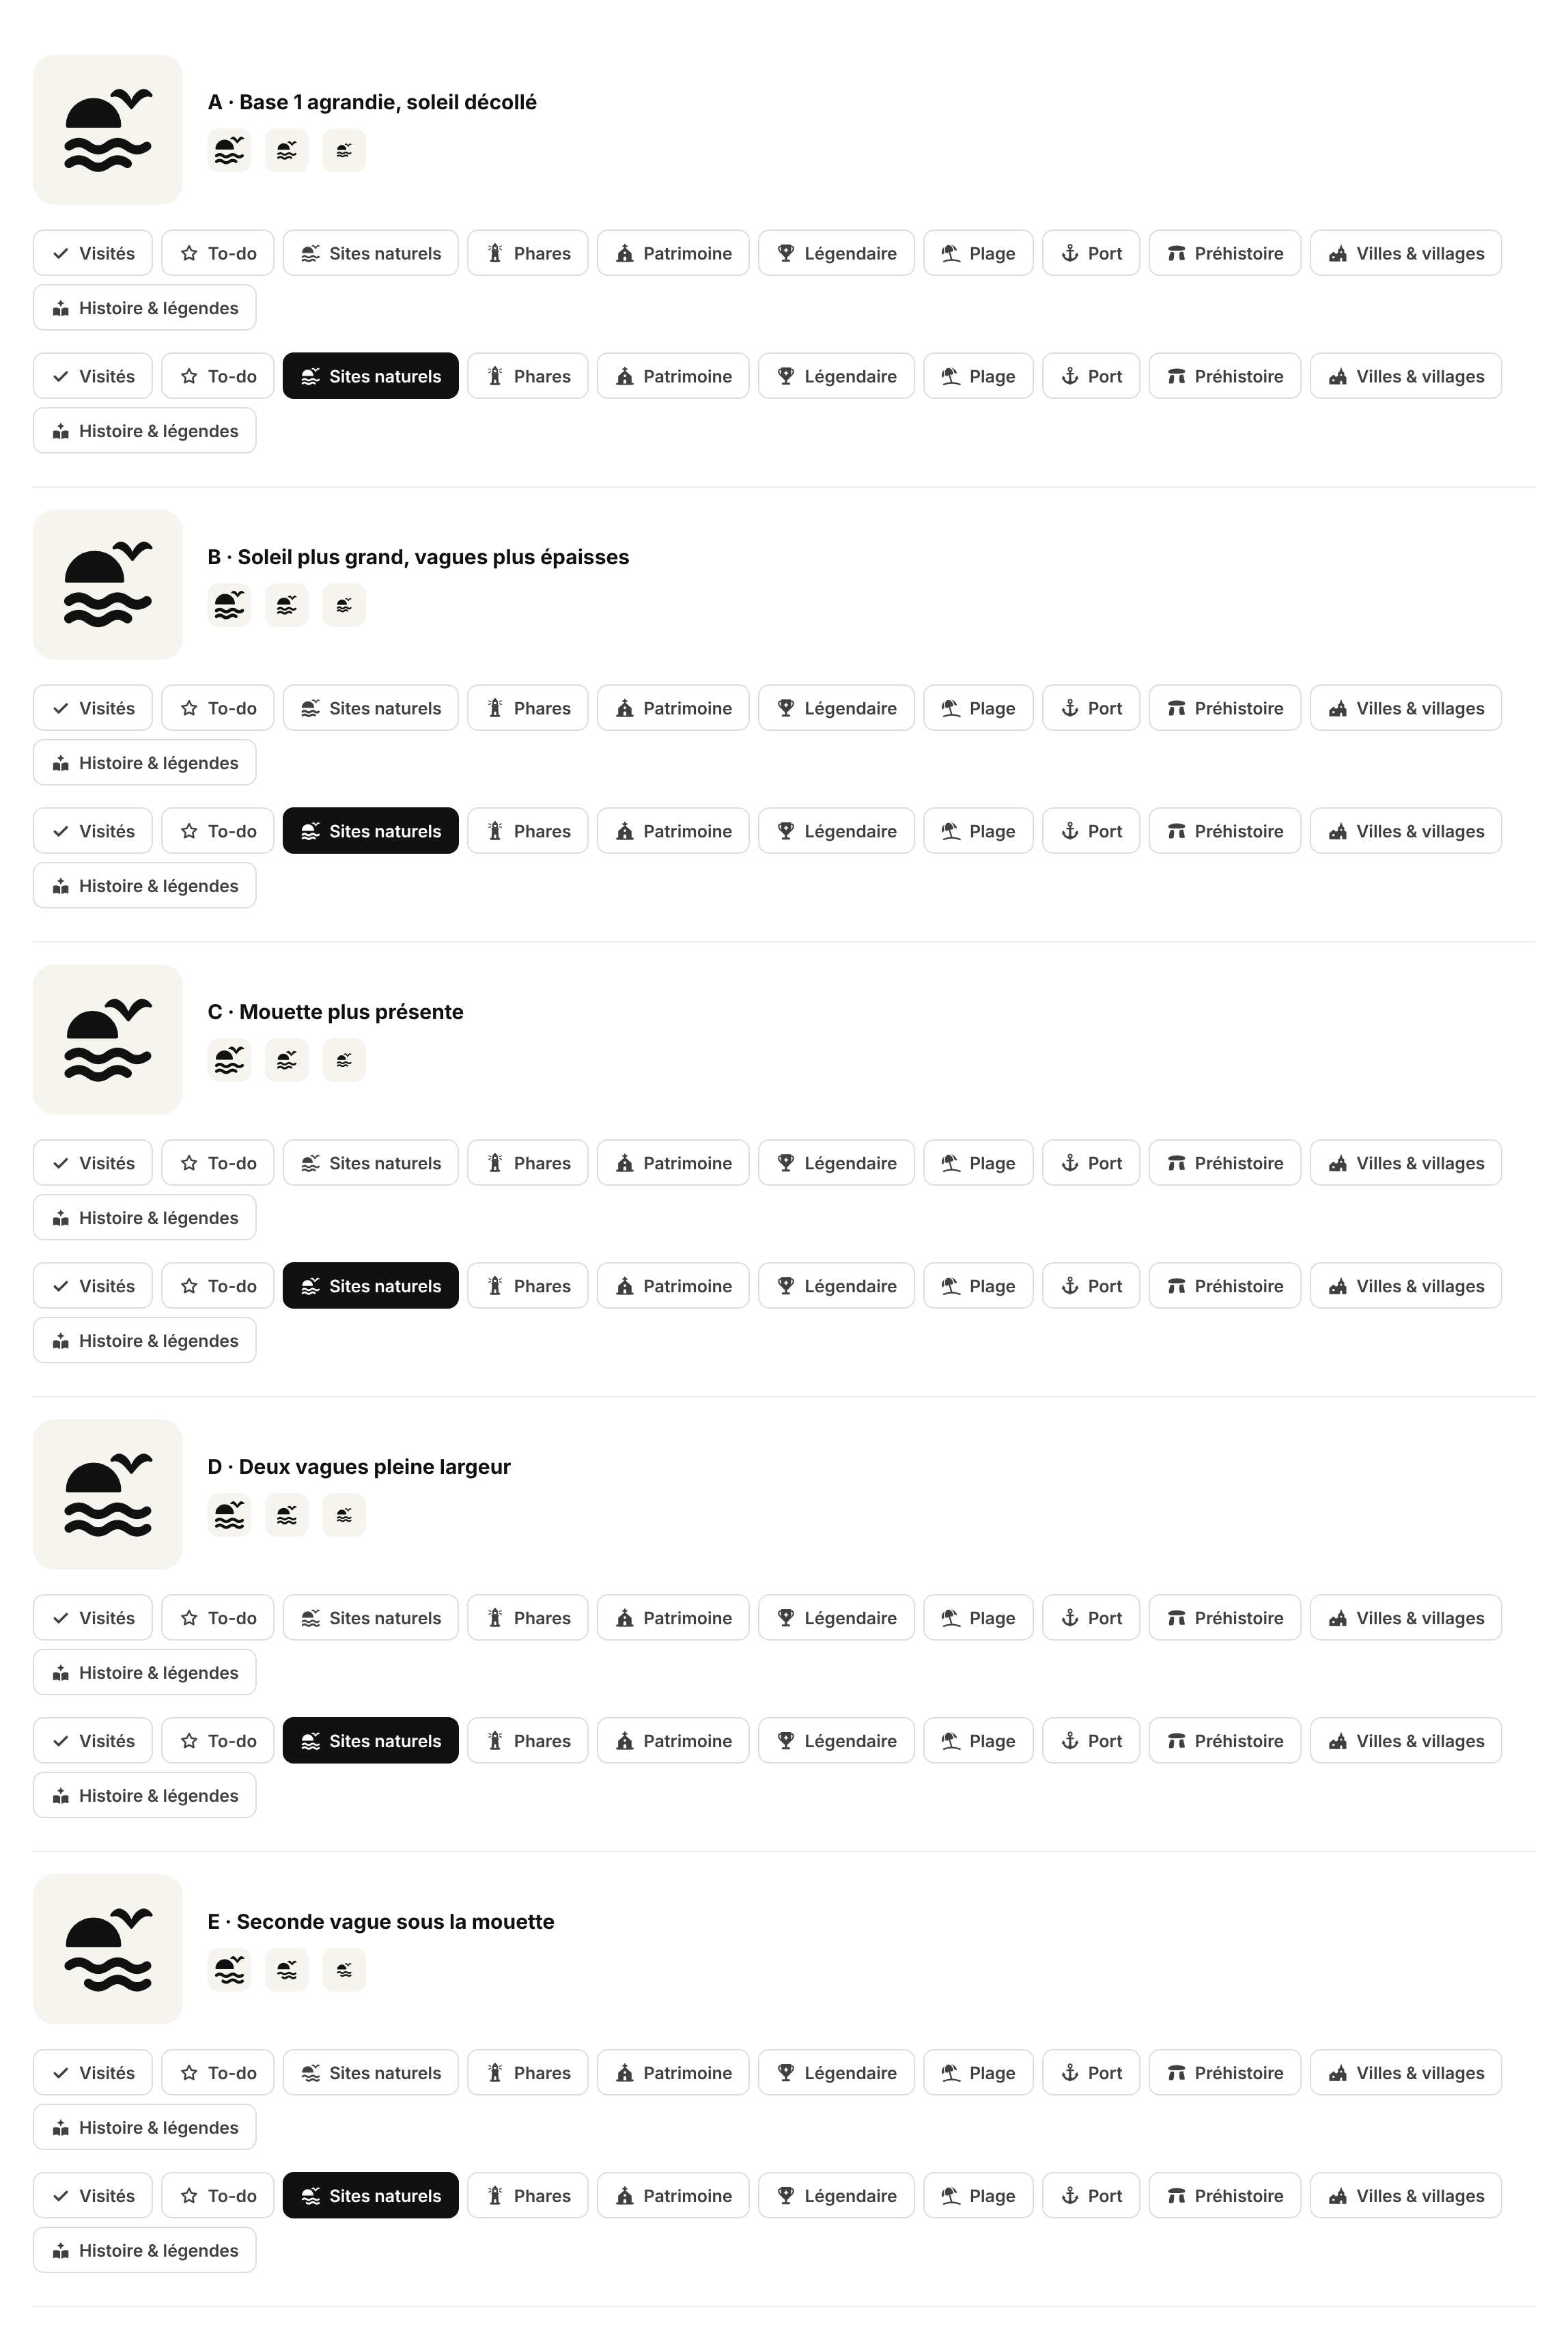 A · Base 1 agrandie, soleil décollé
Visités To-do Sites naturels Phares Patrimoine Légendaire Plage Port Préhistoire Villes & villages
Histoire & légendes
Visités To-do Sites naturels Phares Patrimoine Légendaire Plage Port Préhistoire Villes & villages
Histoire & légendes
B · Soleil plus grand, vagues plus épaisses
Visités To-do Sites naturels Phares Patrimoine Légendaire Plage Port Préhistoire Villes & villages
Histoire & légendes
Visités To-do Sites naturels Phares Patrimoine Légendaire Plage Port Préhistoire Villes & villages
Histoire & légendes
C · Mouette plus présente
Visités To-do Sites naturels Phares Patrimoine Légendaire Plage Port Préhistoire Villes & villages
Histoire & légendes
Visités To-do Sites naturels Phares Patrimoine Légendaire Plage Port Préhistoire Villes & villages
Histoire & légendes
D · Deux vagues pleine largeur
Visités To-do Sites naturels Phares Patrimoine Légendaire Plage Port Préhistoire Villes & villages
Histoire & légendes
Visités To-do Sites naturels Phares Patrimoine Légendaire Plage Port Préhistoire Villes & villages
Histoire & légendes
E · Seconde vague sous la mouette
Visités To-do Sites naturels Phares Patrimoine Légendaire Plage Port Préhistoire Villes & villages
Histoire & légendes
Visités To-do Sites naturels Phares Patrimoine Légendaire Plage Port Préhistoire Villes & villages
Histoire & légendes